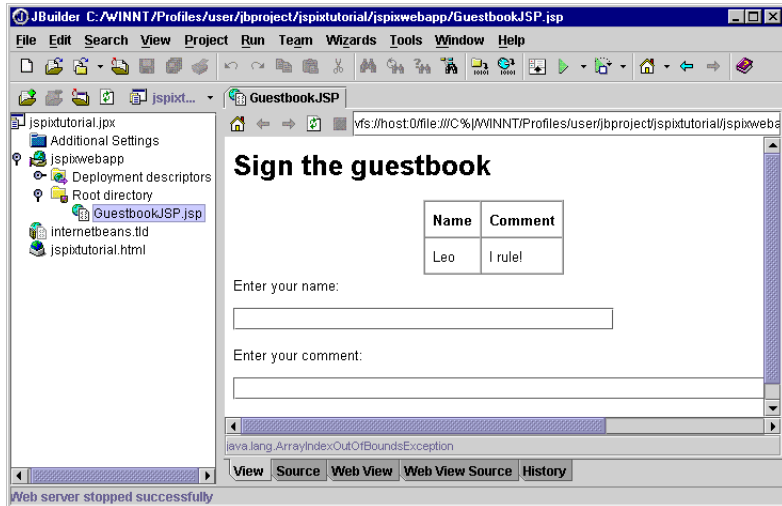 JBuilder C:/WINNT/Profiles/user/jbproject/jspixtutorial/jspixwebapp/GuestbookJSP.jsp
File Edit Search View Project Run Team Wizards Tools Window Help
jspixt...
GuestbookJSP
jspixtutorial.jpx
Additional Settings
jspixwebapp
Deployment descriptors
Root directory
GuestbookJSP.jsp
internetbeans.tld
jspixtutorial.html
vfs://host:0/file:///C%|/WINNT/Profiles/user/jbproject/jspixtutorial/jspixweba
Sign the guestbook
Name Comment
Leo I rule!
Enter your name:
Enter your comment:
java.lang.ArrayIndexOutOfBoundsException
View Source Web View Web View Source History
Web server stopped successfully